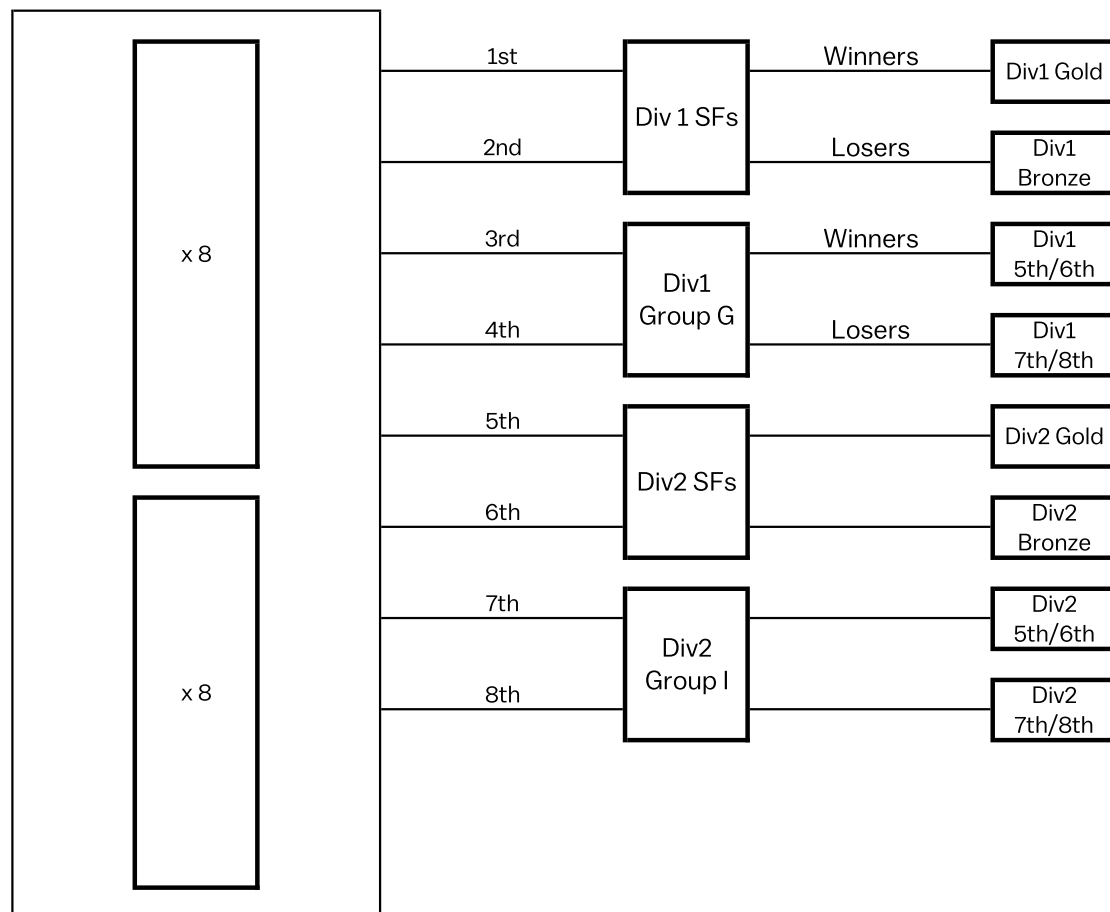 x 8
x 8
1st
2nd
3rd
4th
5th
6th
7th
8th
Div 1 SFs
Div1
Group G
Div2 SFs
Div2
Group I
Winners
Losers
Winners
Losers
Div1 Gold
Div1
Bronze
Div1
5th/6th
Div1
7th/8th
Div2 Gold
Div2
Bronze
Div2
5th/6th
Div2
7th/8th